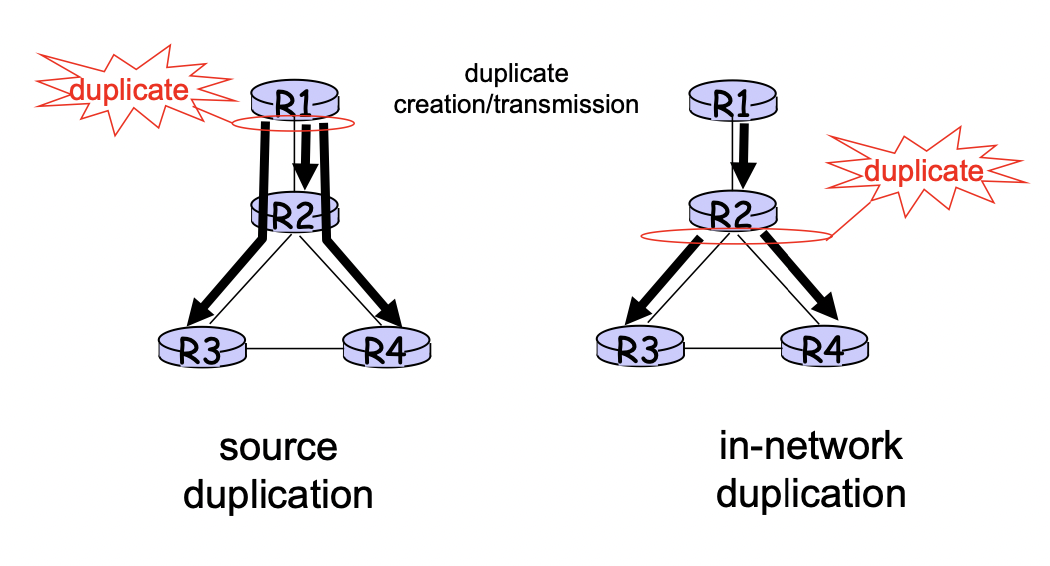 duplicate
creation/transmission
duplicate
R1
R2
R3
R4
source
duplication
R1
duplicate
R2
R3
R4
in-network
duplication